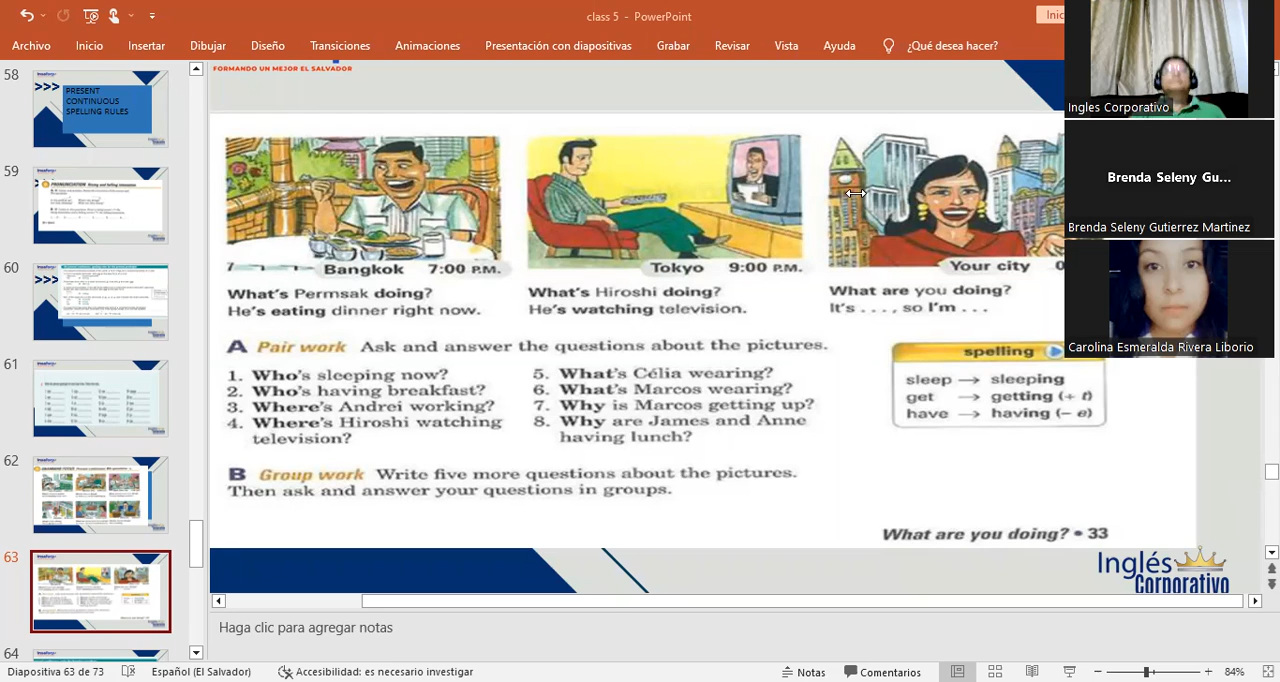 class 5 - PowerPoint
Archivo Inicio Insertar Dibujar Diseño Transiciones Animaciones Presentación con diapositivas Grabar Revisar Vista Ayuda ¿Qué desea hacer?
Ingles Corporativo
Brenda Seleny Gu...
Brenda Seleny Gutierrez Martinez
Carolina Esmeralda Rivera Liborio
58
PRESENT
CONTINUOUS
SPELLING RULES
59
60
61
62
63
64
FORMANDO UN MEJOR EL SALVADOR
Bangkok 7:00 P.M.
What's Permsak doing?
He's eating dinner right now.
Tokyo 9:00 P.M.
What's Hiroshi doing?
He's watching television.
Your city
What are you doing?
It's . . . . , so I'm . . .
A Pair work Ask and answer the questions about the pictures.
1. Who's sleeping now?
2. Who's having breakfast?
3. Where's Andrei working?
4. Where's Hiroshi watching
television?
5. What's Célia wearing?
6. What's Marcos wearing?
7. Why is Marcos getting up?
8. Why are James and Anne
having lunch?
spelling
sleep → sleeping
get → getting (+ t)
have → having (− e)
B Group work Write five more questions about the pictures.
Then ask and answer your questions in groups.
What are you doing? • 33
Inglés
Corporativo
Haga clic para agregar notas
Diapositiva 63 de 73 Español (El Salvador) Accesibilidad: es necesario investigar Notas Comentarios 84%